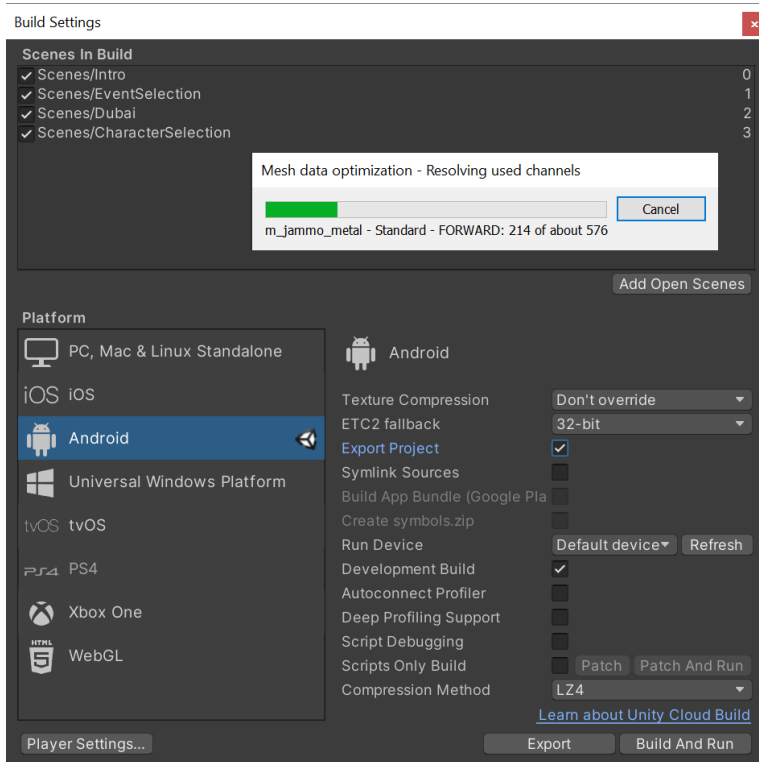 Build Settings
Scenes In Build
Scenes/Intro 0
Scenes/EventSelection 1
Scenes/Dubai 2
Scenes/CharacterSelection 3
Mesh data optimization - Resolving used channels
Cancel
m_jammo_metal - Standard - FORWARD: 214 of about 576
Add Open Scenes
Platform
PC, Mac & Linux Standalone
iOS iOS
Android
Universal Windows Platform
tvOS tvOS
PS4 PS4
Xbox One
HTML
5 WebGL
Android
Texture Compression Don't override
ETC2 fallback 32-bit
Export Project
Symlink Sources
Build App Bundle (Google Pla
Create symbols.zip
Run Device Default device Refresh
Development Build
Autoconnect Profiler
Deep Profiling Support
Script Debugging
Scripts Only Build Patch Patch And Run
Compression Method LZ4
Learn about Unity Cloud Build
Player Settings... Export Build And Run